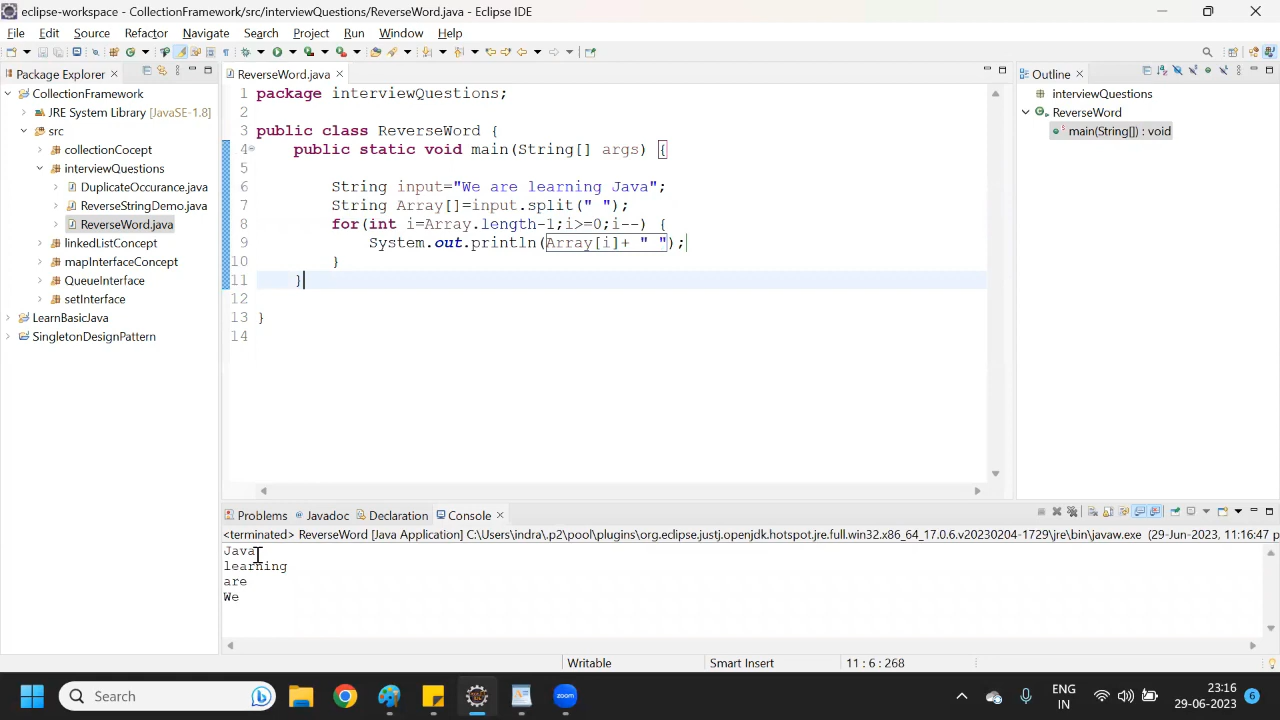 eclipse-workspace - CollectionFramework/src/interviewQuestions/ReverseWord.java - Eclipse IDE
File Edit Source Refactor Navigate Search Project Run Window Help
Package Explorer
ReverseWord.java
Outline
CollectionFramework
JRE System Library [JavaSE-1.8]
src
collectionCocept
interviewQuestions
DuplicateOccurance.java
ReverseStringDemo.java
ReverseWord.java
linkedListConcept
mapInterfaceConcept
QueueInterface
setInterface
LearnBasicJava
SingletonDesignPattern
1 package interviewQuestions;
2
3 public class ReverseWord {
4 public static void main(String[] args) {
5
6 String input="We are learning Java";
7 String Array[]=input.split(" ");
8 for(int i=Array.length-1;i>=0;i--) {
9 System.out.println(Array[i]+ " ");
10 }
11 }
12
13 }
14
interviewQuestions
ReverseWord
main(String[]) : void
Problems Javadoc Declaration Console
<terminated> ReverseWord [Java Application] C:\Users\indra\.p2\pool\plugins\org.eclipse.justj.openjdk.hotspot.jre.full.win32.x86_64_17.0.6.v20230204-1729\jre\bin\javaw.exe (29-Jun-2023, 11:16:47 p
Java
learning
are
We
Writable Smart Insert 11 : 6 : 268
Search
zoom
ENG
IN
23:16
29-06-2023
6